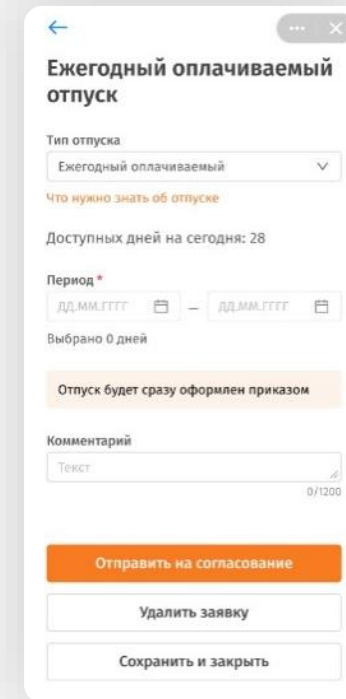 Ежегодный оплачиваемый
отпуск
Тип отпуска
Ежегодный оплачиваемый
Что нужно знать об отпуске
Доступных дней на сегодня: 28
Период *
ДД.ММ.ГГГГ – ДД.ММ.ГГГГ
Выбрано 0 дней
Отпуск будет сразу оформлен приказом
Комментарий
Текст
0/1200
Отправить на согласование
Удалить заявку
Сохранить и закрыть